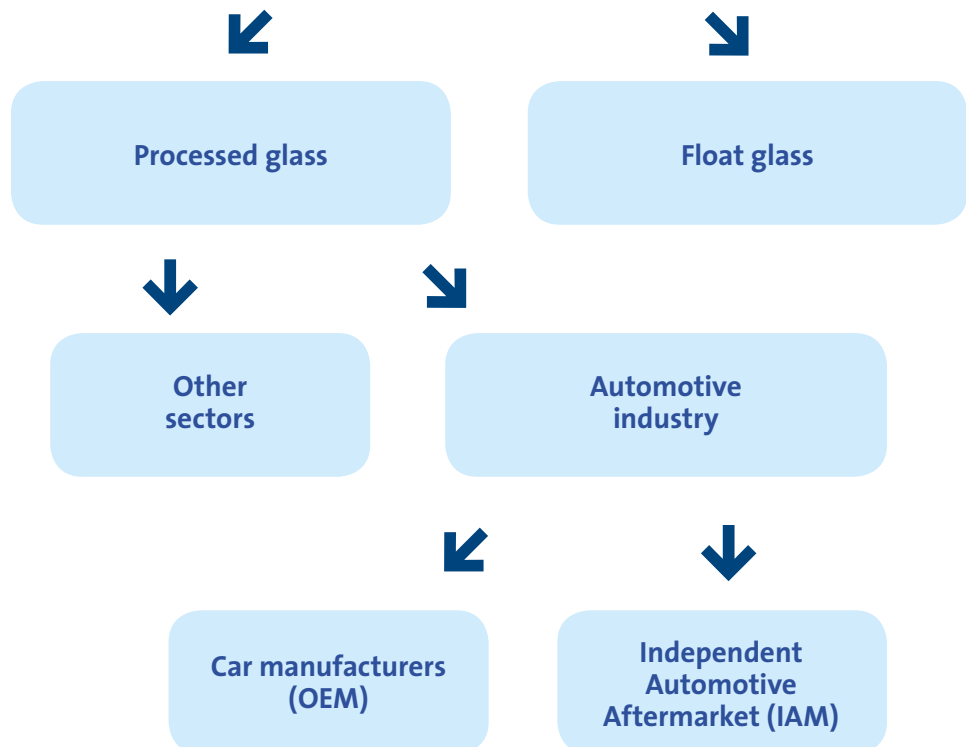 Processed glass
Float glass
Other
sectors
Automotive
industry
Car manufacturers
(OEM)
Independent
Automotive
Aftermarket (IAM)